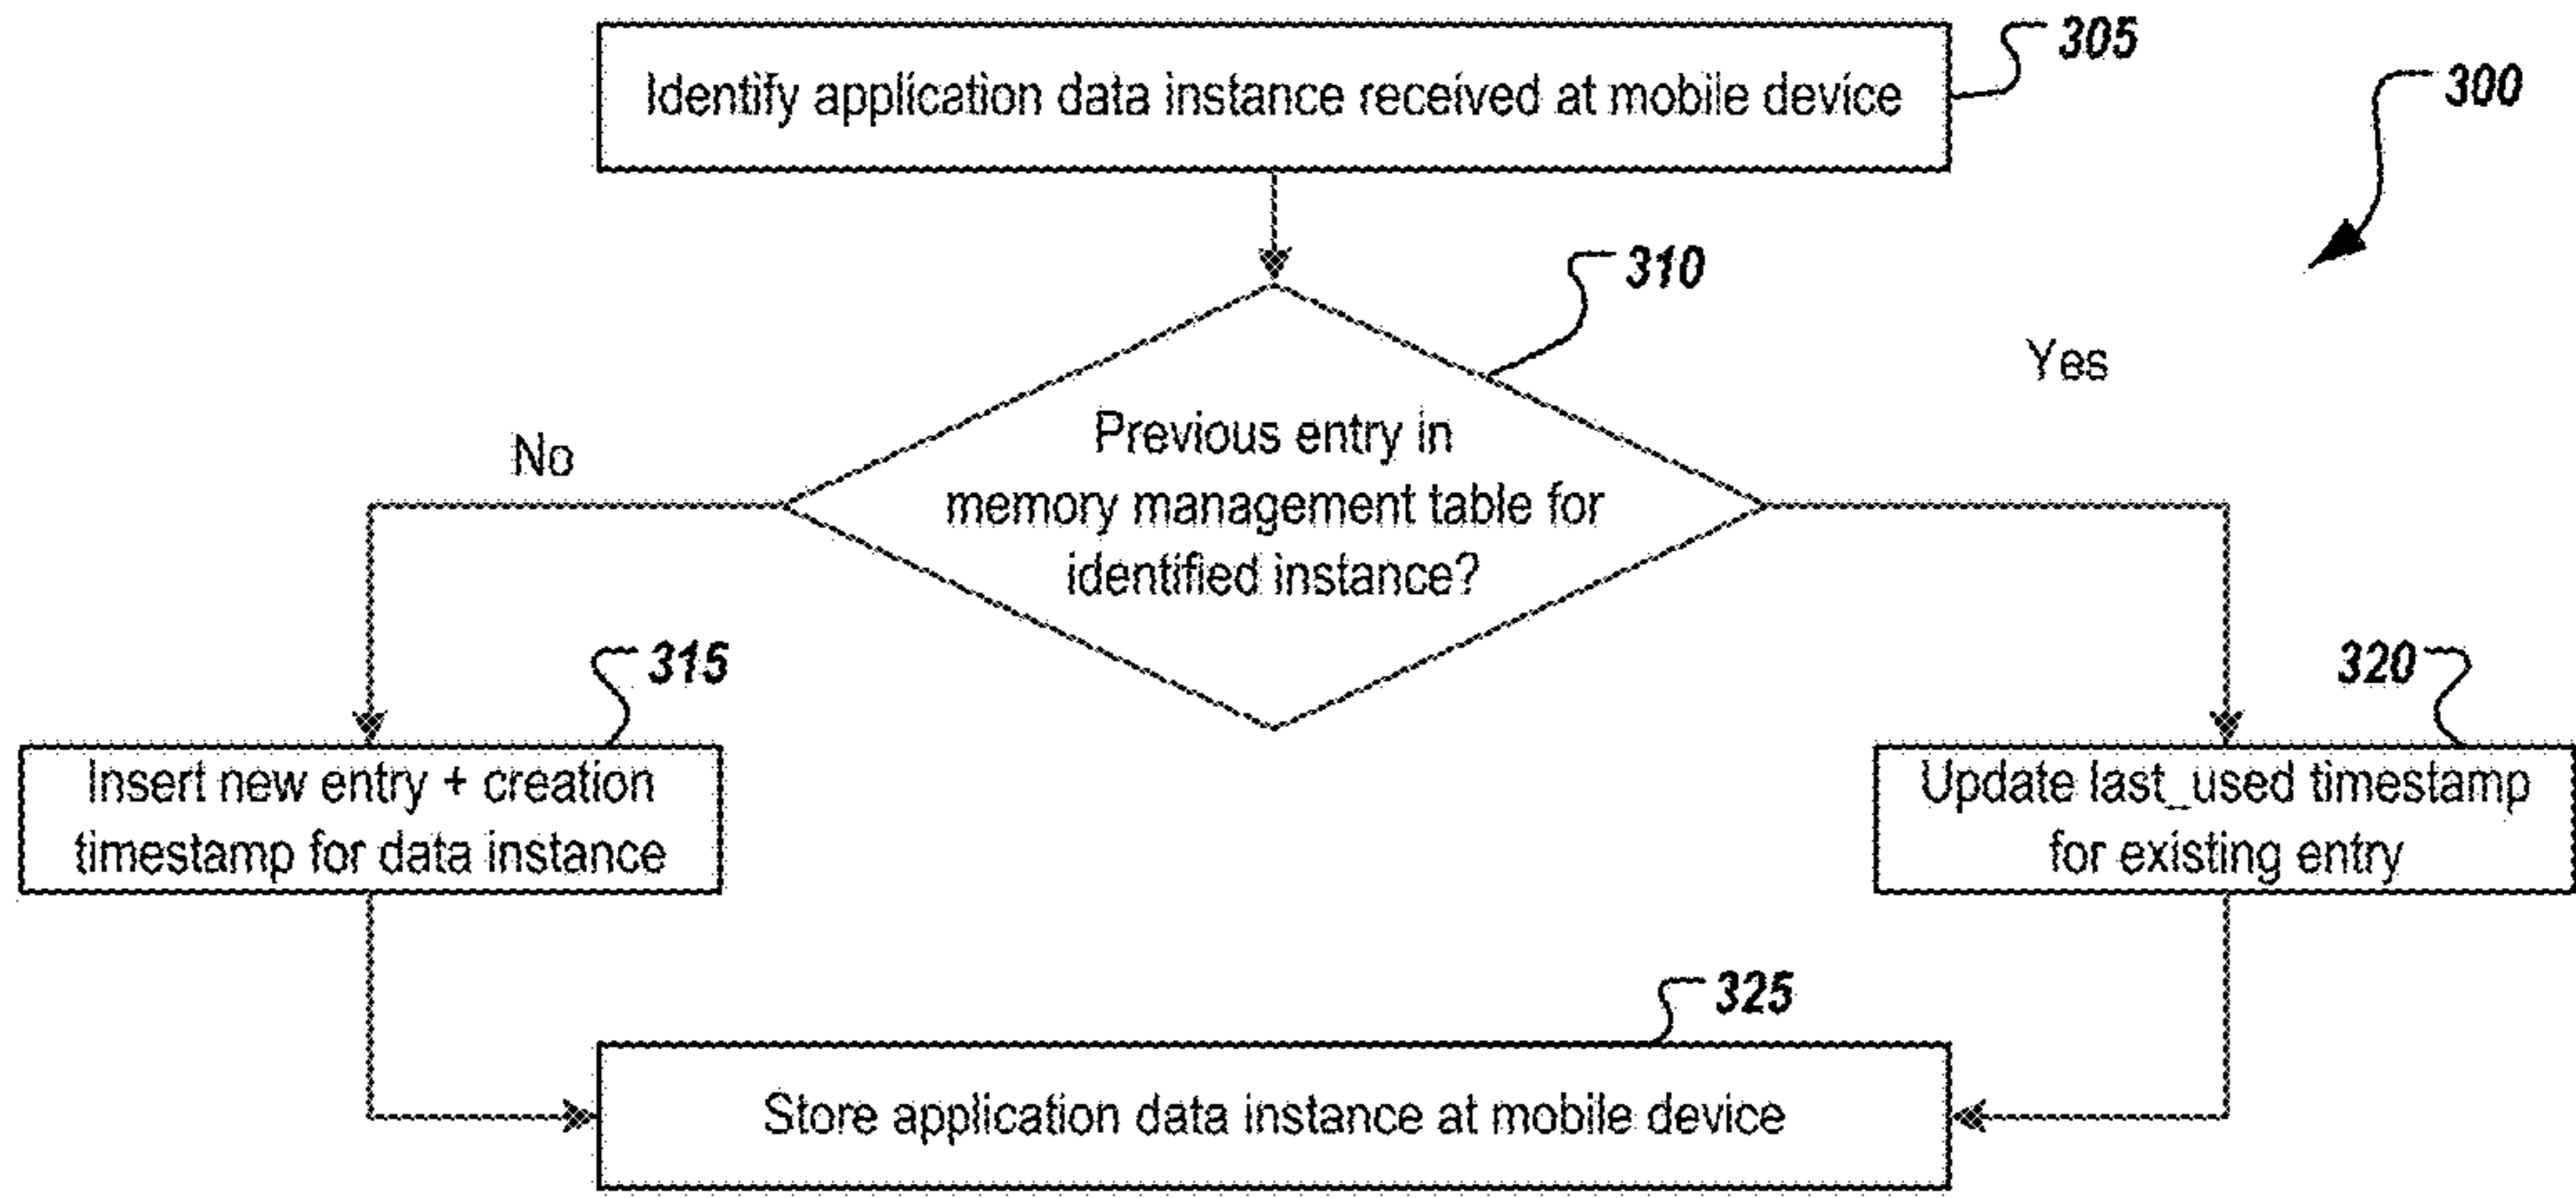 305
Identify application data instance received at mobile device
300
310
Yes
Previous entry in
memory management table for
identified instance?
No
315
320
Insert new entry + creation
timestamp for data instance
Update last_used timestamp
for existing entry
325
Store application data instance at mobile device